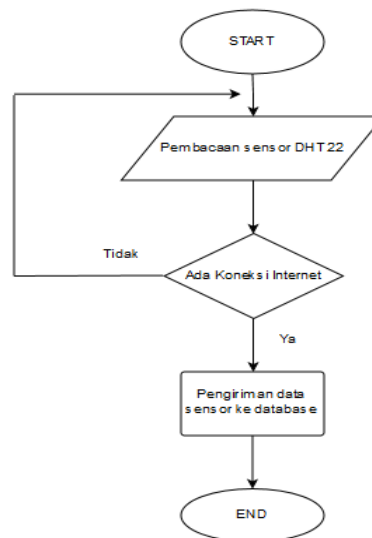 START
Pembacaan sensor DHT22
Tidak
Ada Koneksi Internet
Ya
Pengiriman data
sensor ke database
END